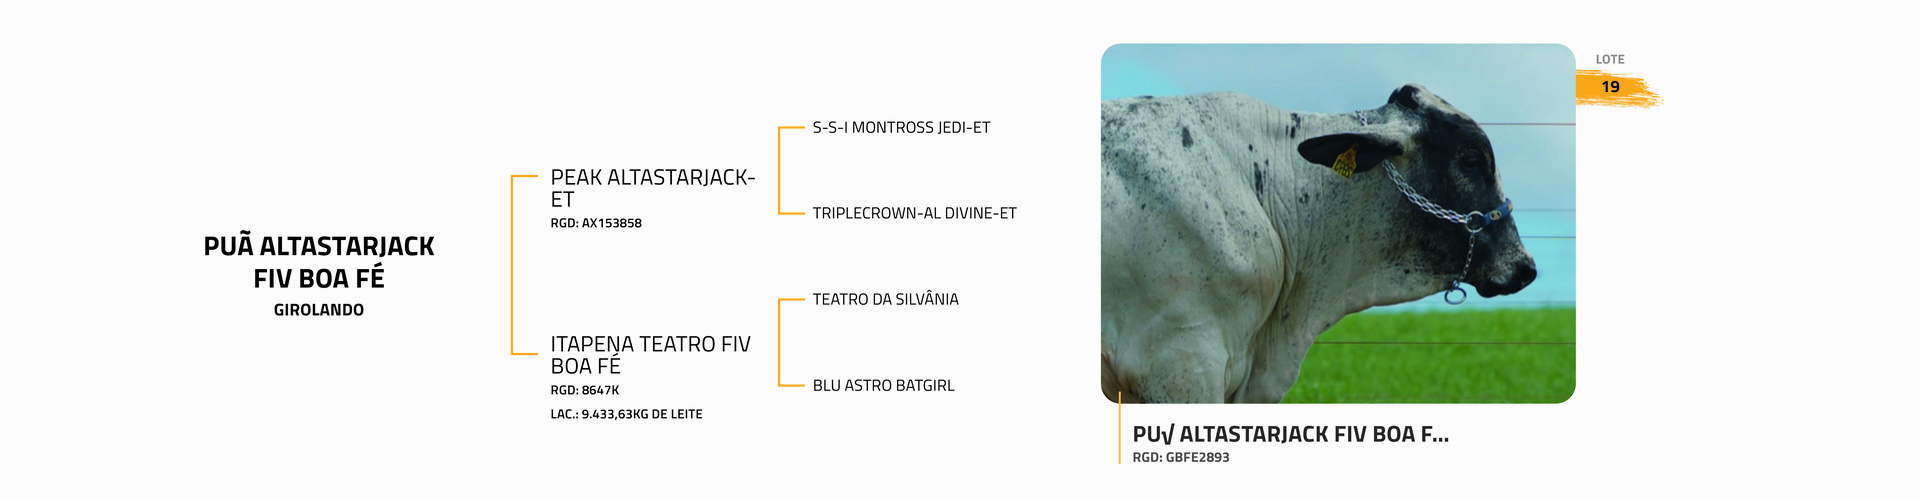 PUÃ ALTASTARJACK
FIV BOA FÉ
GIROLANDO
PEAK ALTASTARJACK-
ET
RGD: AX153858
ITAPENA TEATRO FIV
BOA FÉ
RGD: 8647K
LAC.: 9.433,63KG DE LEITE
S-S-I MONTROSS JEDI-ET
TRIPLECROWN-AL DIVINE-ET
TEATRO DA SILVÂNIA
BLU ASTRO BATGIRL
LOTE
19
PU√ ALTASTARJACK FIV BOA F...
RGD: GBFE2893